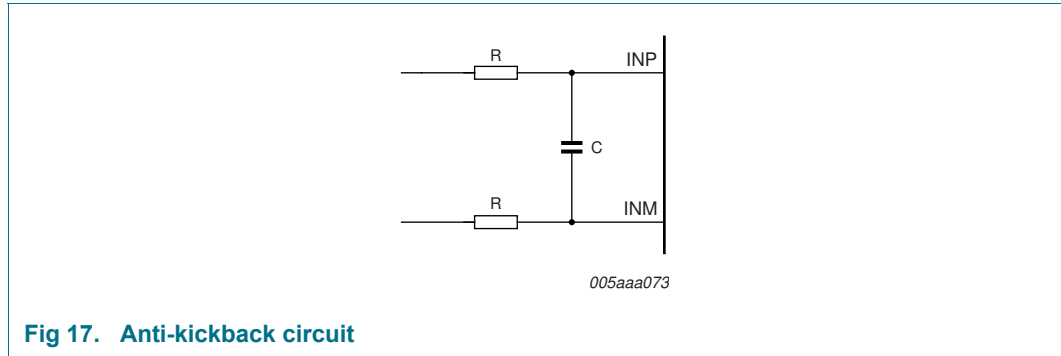 R
INP
C
R
INM
005aaa073
Fig 17. Anti-kickback circuit